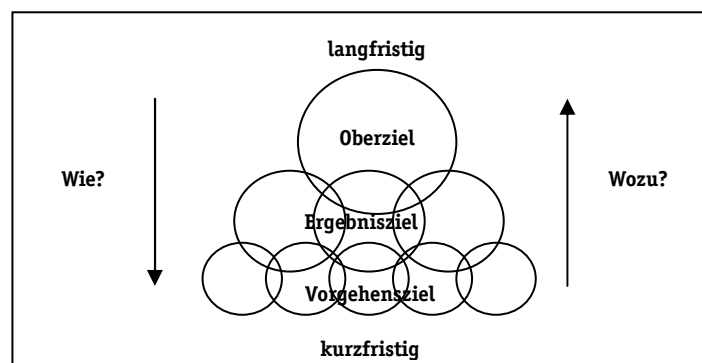 langfristig
Oberziel
Wie?
Wozu?
Ergebnisziel
Vorgehensziel
kurzfristig